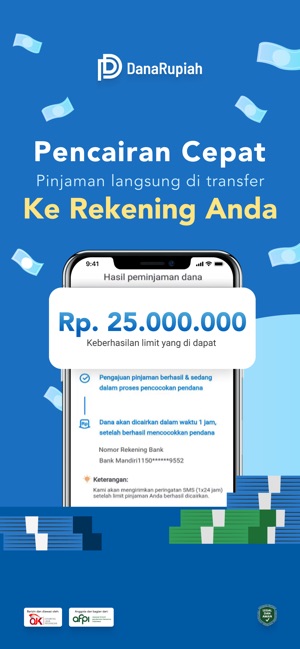 DanaRupiah
Pencairan Cepat
Pinjaman langsung di transfer
Ke Rekening Anda
9:41
Hasil peminjaman dana
Rp. 25.000.000
Keberhasilan limit yang di dapat
Pengajuan pinjaman berhasil & sedang
dalam proses pencocokan pendana
Dana akan dicairkan dalam waktu 1 jam,
setelah berhasil mencocokkan pendana
Nomor Rekening Bank
Bank Mandiri1150******9552
Keterangan:
Kami akan mengirimkan peringatan SMS (1x24 jam)
setelah limit pinjaman Anda berhasil dicairkan.
afpi